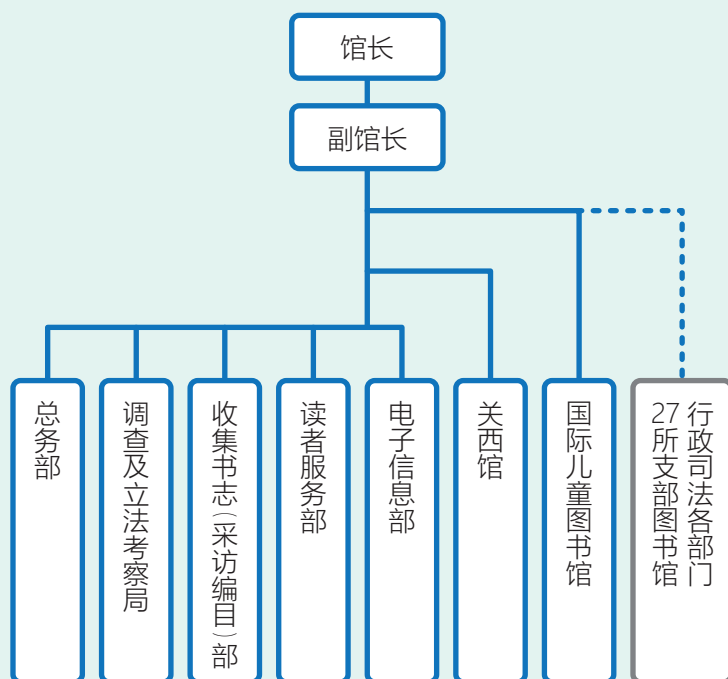 馆长
副馆长
总务部
调查及立法考察局
收集书志（采访编目）部
读者服务部
电子信息部
关西馆
国际儿童图书馆
行政司法各部门
27所支部图书馆